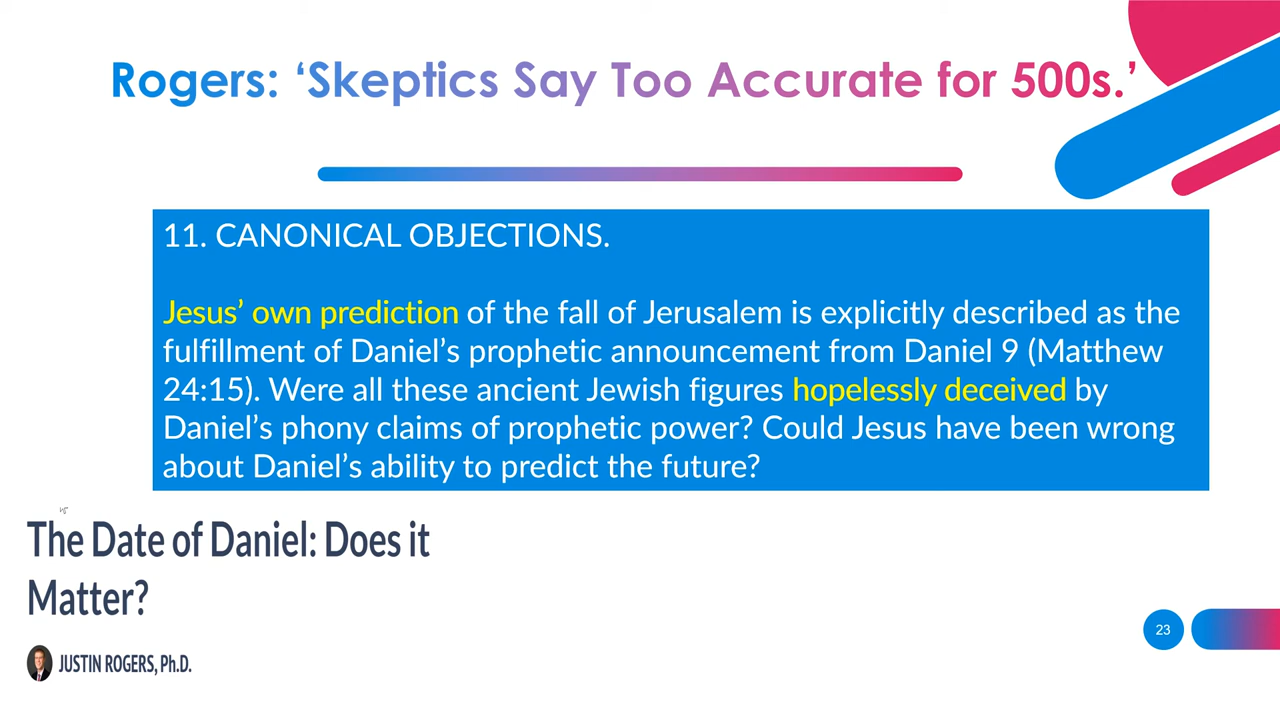 Rogers: ‘Skeptics Say Too Accurate for 500s.’
11. CANONICAL OBJECTIONS.
Jesus’ own prediction of the fall of Jerusalem is explicitly described as the
fulfillment of Daniel’s prophetic announcement from Daniel 9 (Matthew
24:15). Were all these ancient Jewish figures hopelessly deceived by
Daniel’s phony claims of prophetic power? Could Jesus have been wrong
about Daniel’s ability to predict the future?
The Date of Daniel: Does it
Matter?
JUSTIN ROGERS, Ph.D.
23